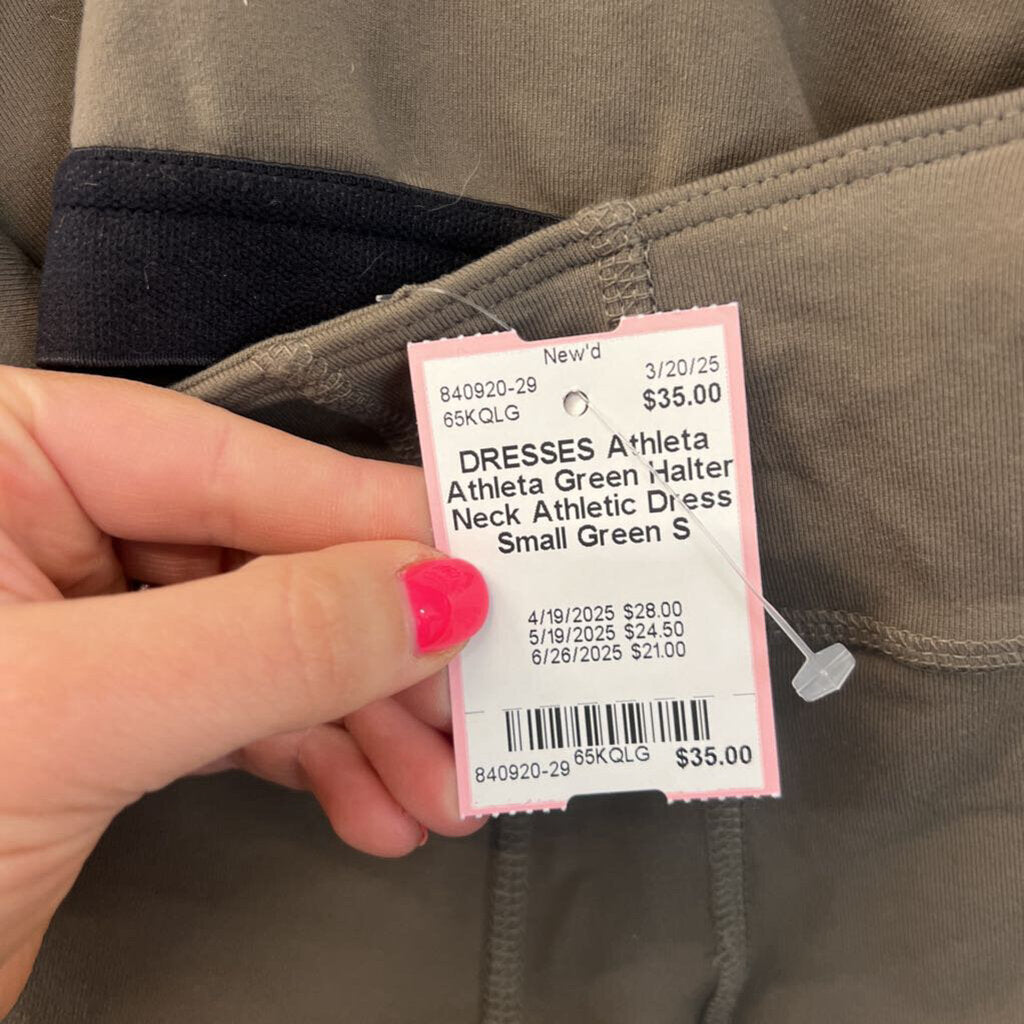 New'd
840920-29 3/20/25
65KQLG $35.00
DRESSES Athleta
Athleta Green Halter
Neck Athletic Dress
Small Green S
4/19/2025 $28.00
5/19/2025 $24.50
6/26/2025 $21.00
840920-29 65KQLG $35.00